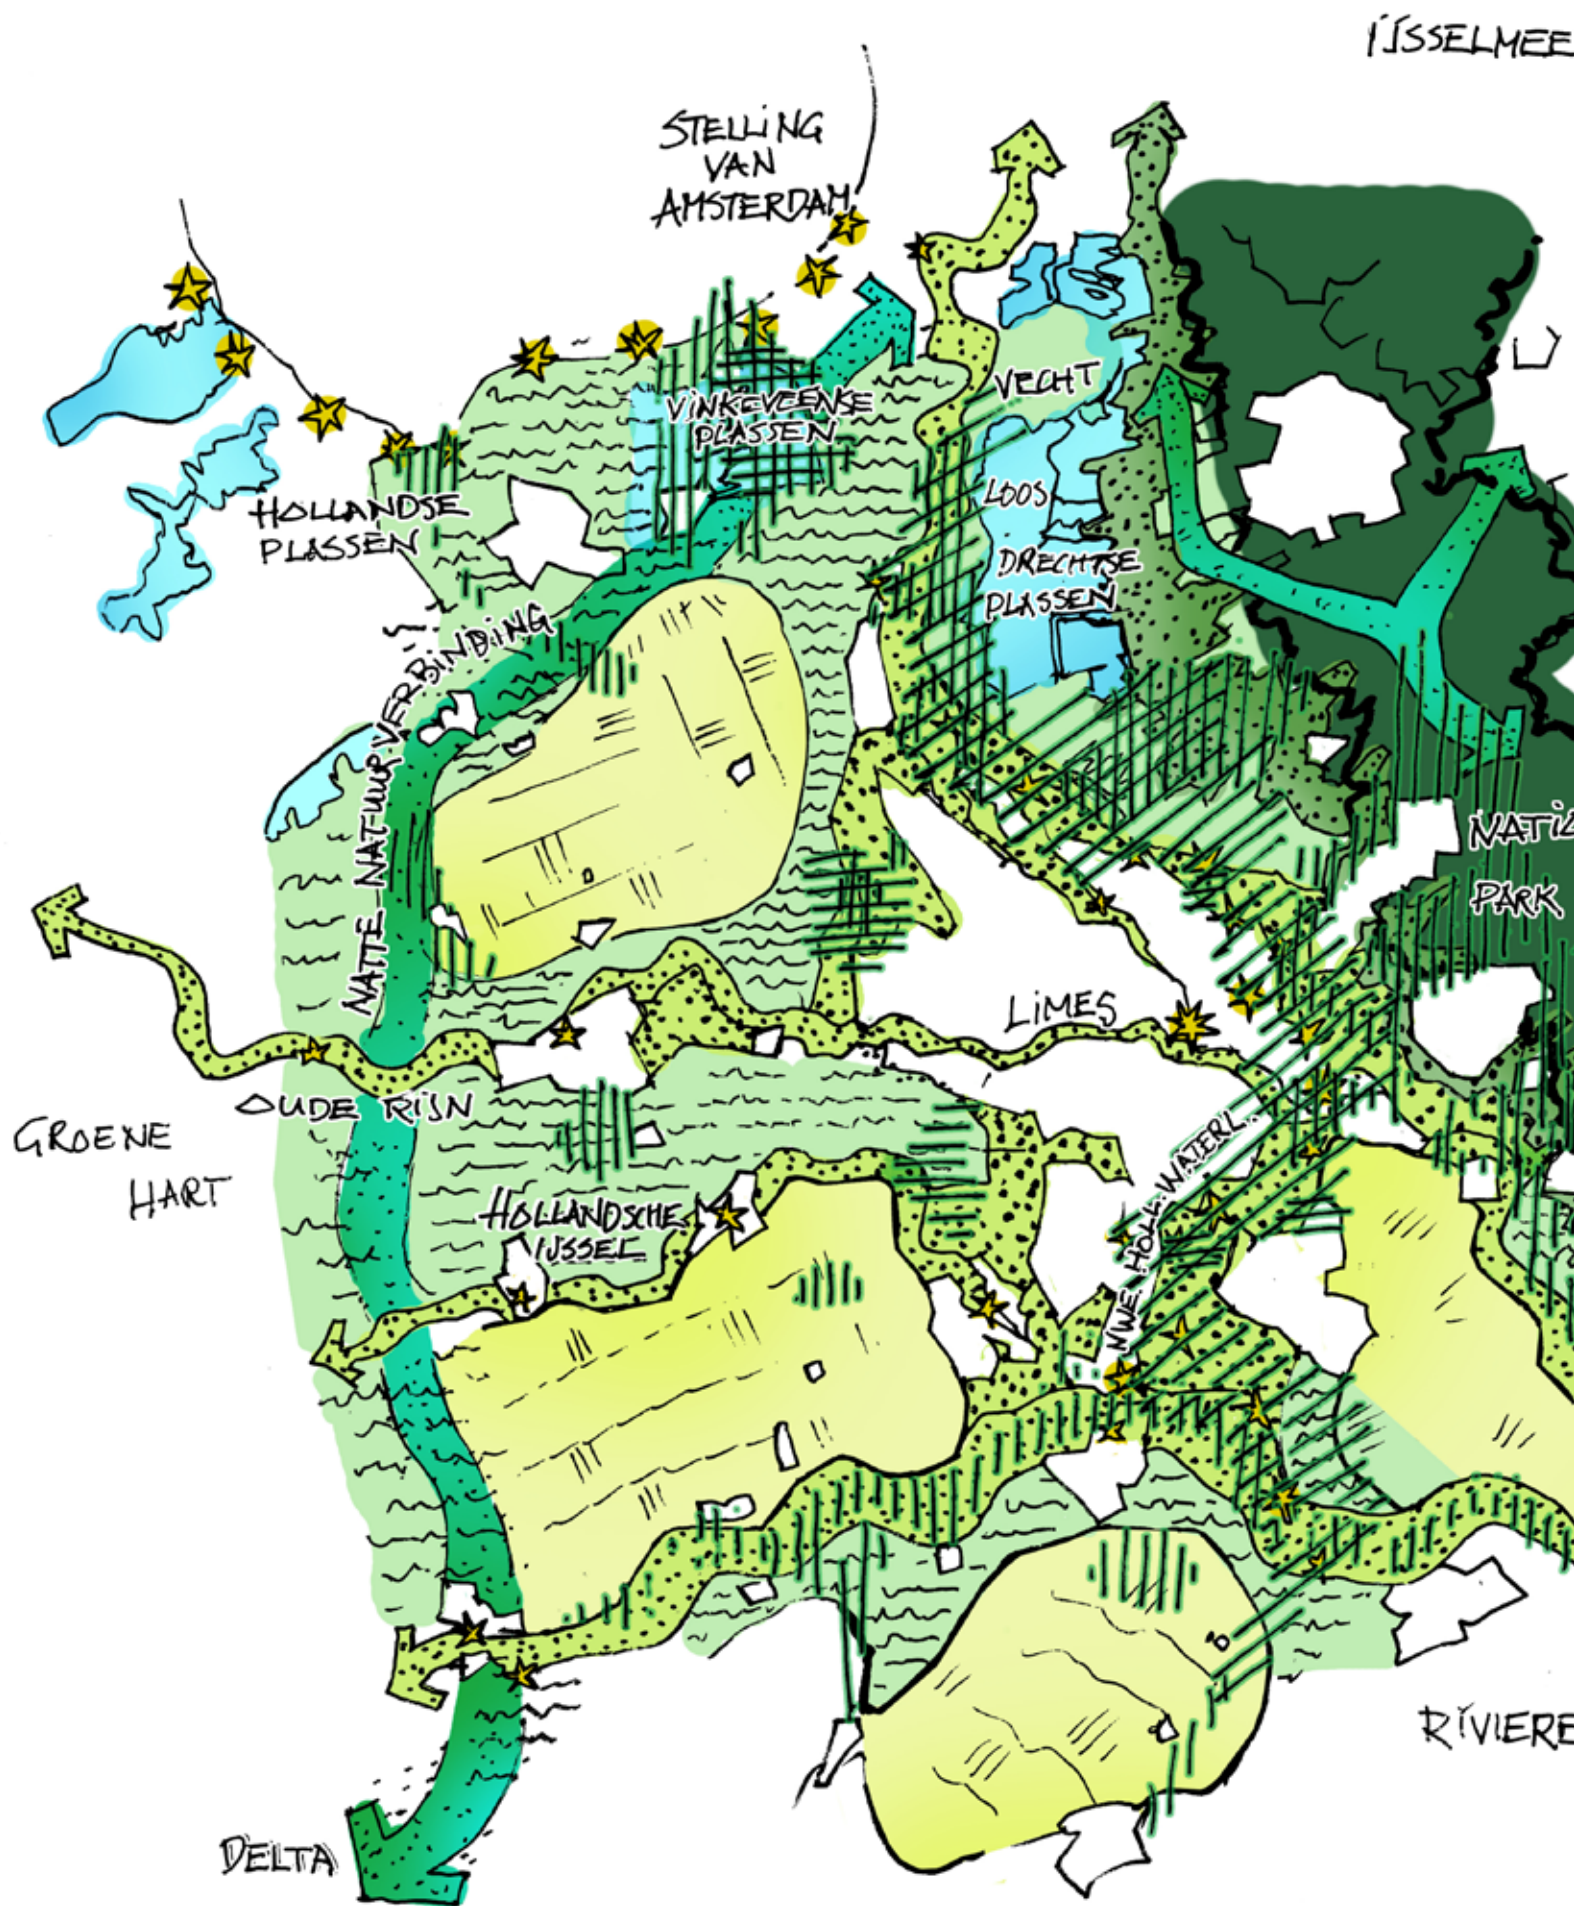 IJSSELMEE
STELLING
VAN
AMSTERDAM
VINKEVEENSE
PLASSEN
VECHT
HOLLANDSE
PLASSEN
LOOS
DRECHTSE
PLASSEN
NATTE NATUURVERBINDING
NATIO
PARK
LIMES
OUDE RIJN
GROENE
HART
HOLLANDSCHE
IJSSEL
NWE. HOLL. WATERL.
RIVIERE
DELTA